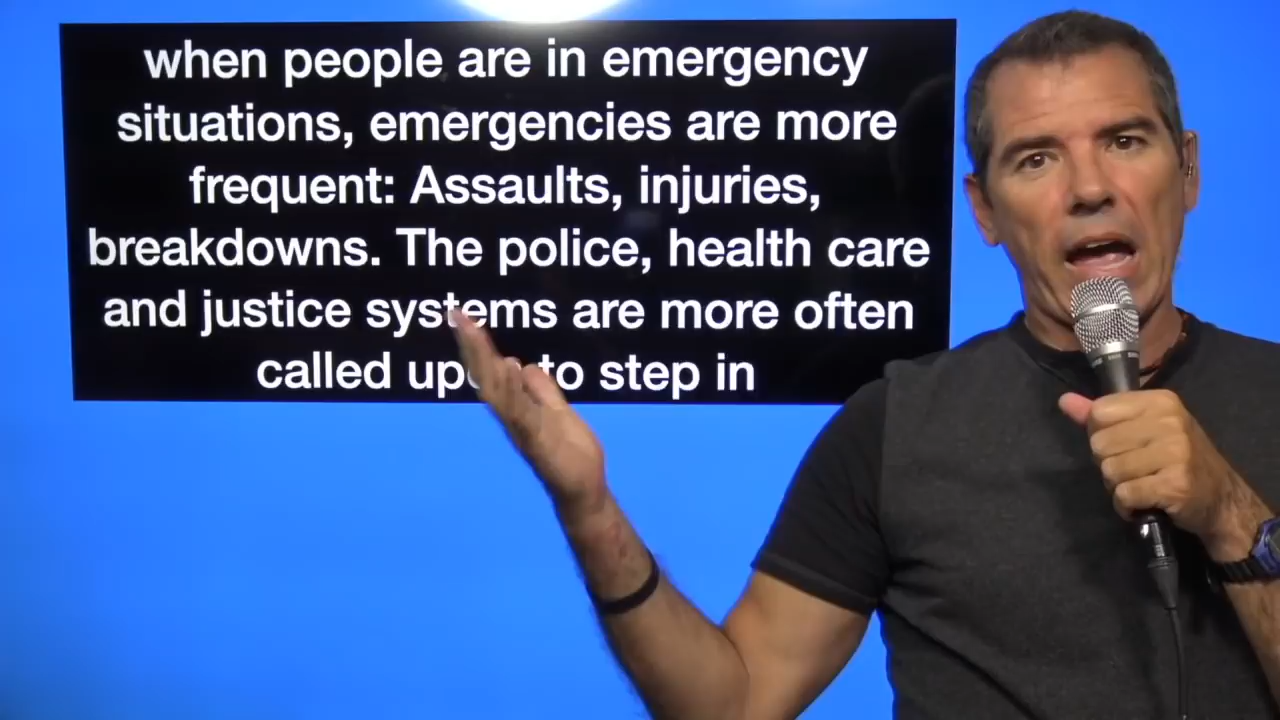 when people are in emergency
situations, emergencies are more
frequent: Assaults, injuries,
breakdowns. The police, health care
and justice systems are more often
called upon to step in